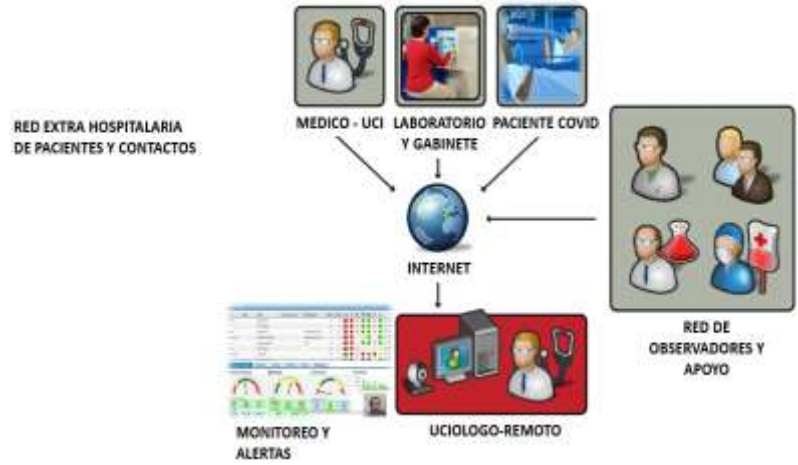 MEDICO - UCI
LABORATORIO
Y GABINETE
PACIENTE COVID
RED EXTRA HOSPITALARIA
DE PACIENTES Y CONTACTOS
INTERNET
RED DE
OBSERVADORES Y
APOYO
MONITOREO Y
ALERTAS
UCIOLOGO-REMOTO